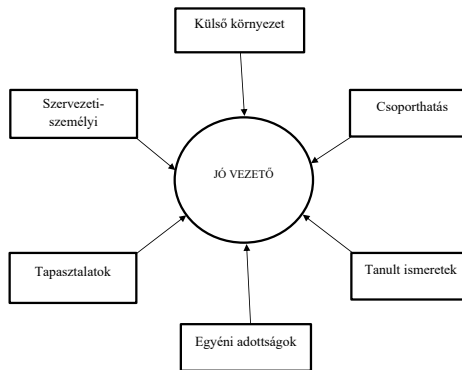 Külső környezet
Szervezeti-
személyi
Csoporthatás
JÓ VEZETŐ
Tapasztalatok
Tanult ismeretek
Egyéni adottságok